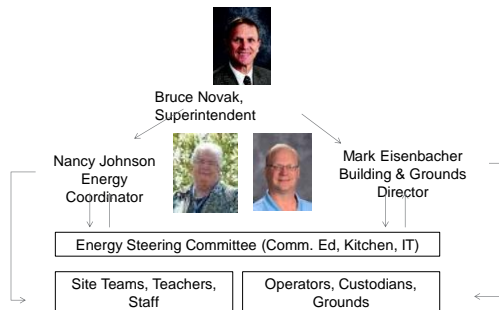 Bruce Novak,
Superintendent
Nancy Johnson
Energy
Coordinator
Mark Eisenbacher
Building & Grounds
Director
Energy Steering Committee (Comm. Ed, Kitchen, IT)
Site Teams, Teachers,
Staff
Operators, Custodians,
Grounds